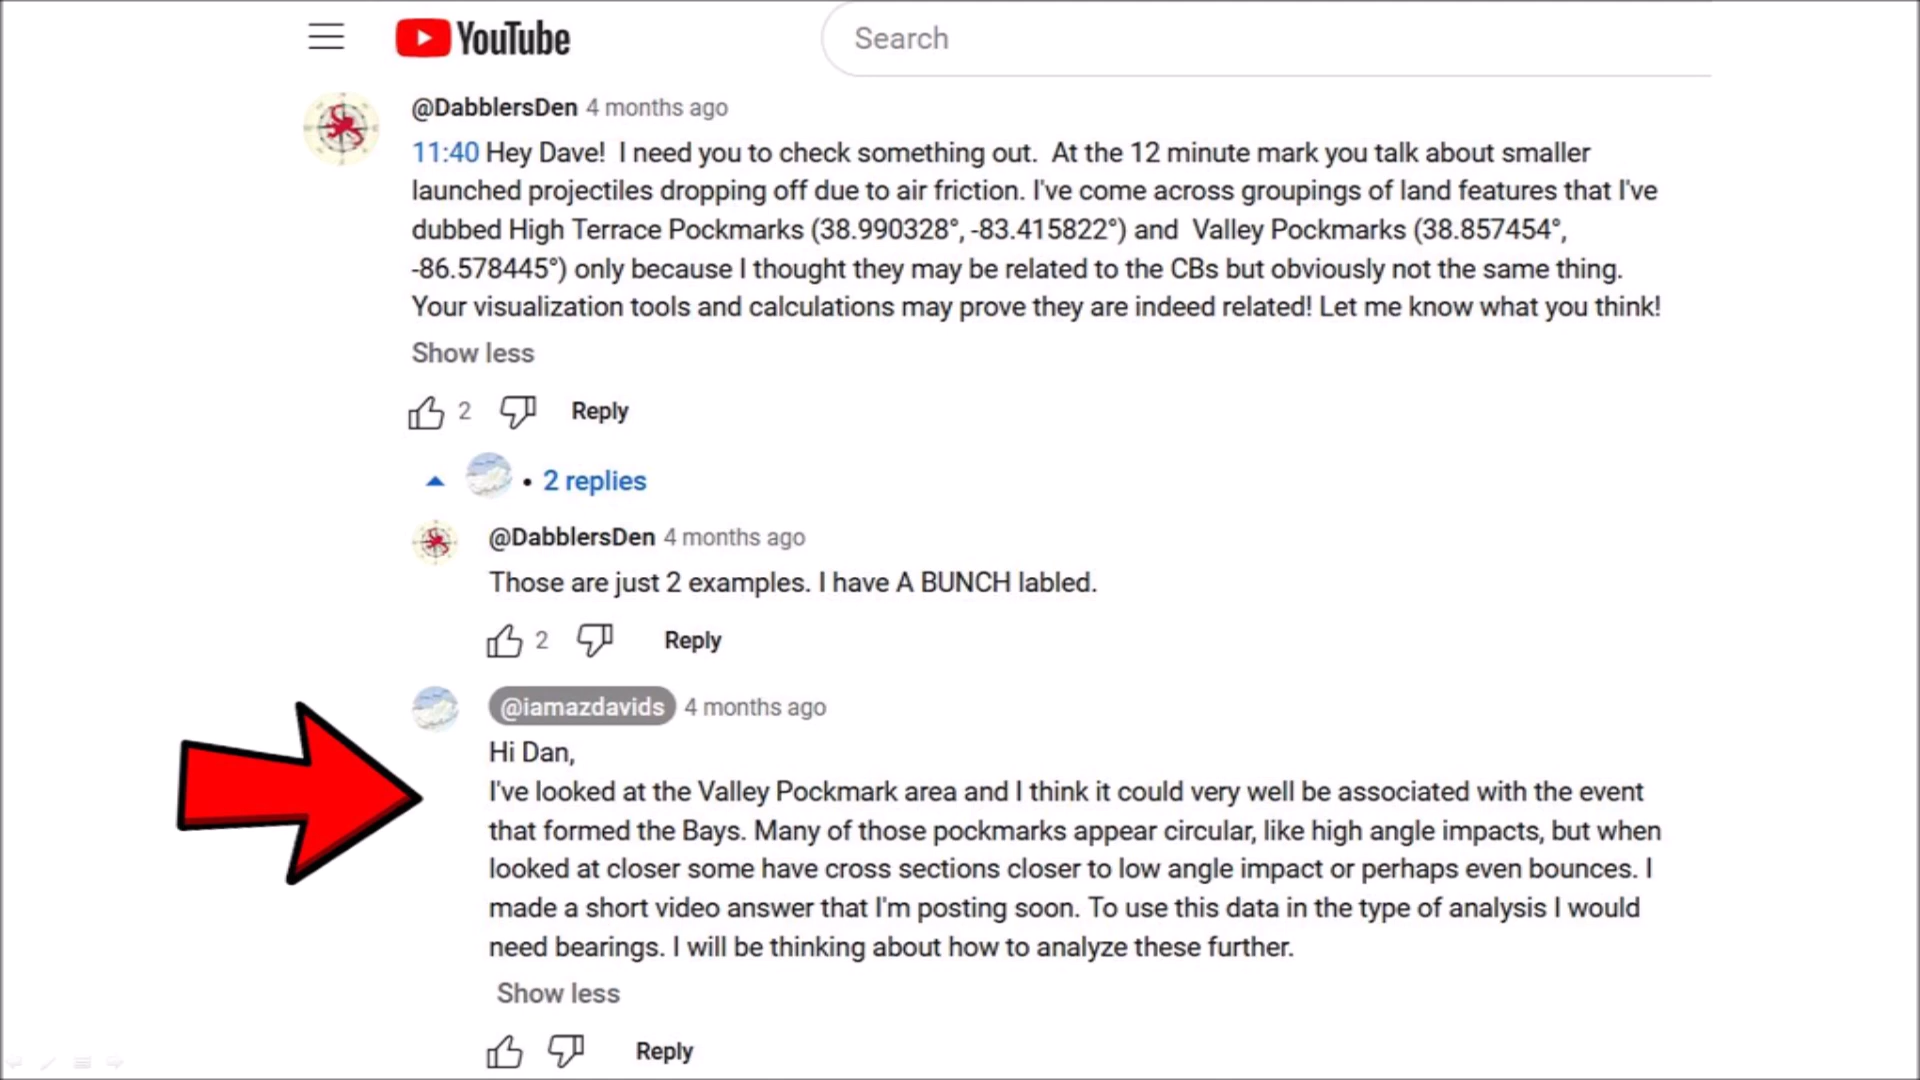 YouTube
Search
@DabblersDen 4 months ago
11:40 Hey Dave!  I need you to check something out.  At the 12 minute mark you talk about smaller
launched projectiles dropping off due to air friction. I've come across groupings of land features that I've
dubbed High Terrace Pockmarks (38.990328°, -83.415822°) and  Valley Pockmarks (38.857454°,
-86.578445°) only because I thought they may be related to the CBs but obviously not the same thing.
Your visualization tools and calculations may prove they are indeed related! Let me know what you think!
Show less
2 Reply
• 2 replies
@DabblersDen 4 months ago
Those are just 2 examples. I have A BUNCH labled.
2 Reply
@iamazdavids 4 months ago
Hi Dan,
I've looked at the Valley Pockmark area and I think it could very well be associated with the event
that formed the Bays. Many of those pockmarks appear circular, like high angle impacts, but when
looked at closer some have cross sections closer to low angle impact or perhaps even bounces. I
made a short video answer that I'm posting soon. To use this data in the type of analysis I would
need bearings. I will be thinking about how to analyze these further.
Show less
Reply